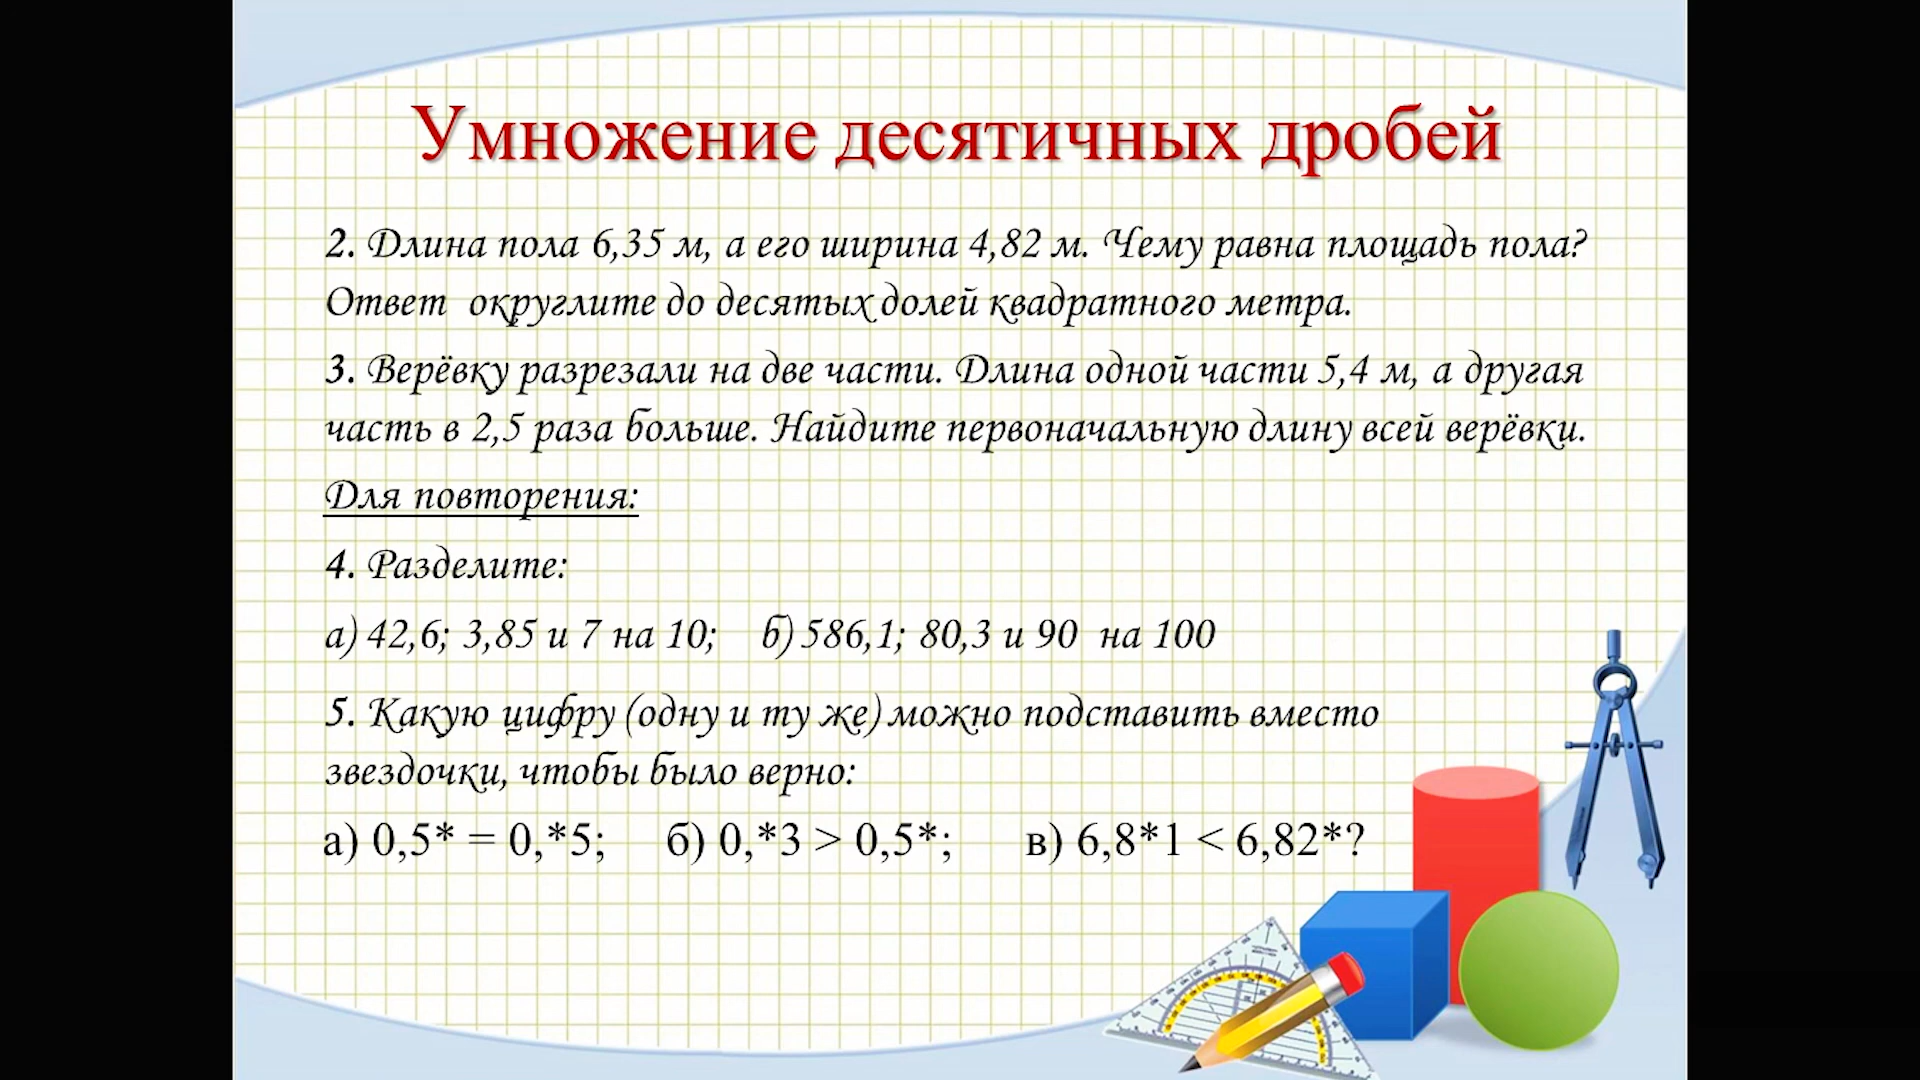 Умножение десятичных дробей
2. Длина пола 6,35 м, а его ширина 4,82 м. Чему равна площадь пола?
Ответ округлите до десятых долей квадратного метра.
3. Верёвку разрезали на две части. Длина одной части 5,4 м, а другая
часть в 2,5 раза больше. Найдите первоначальную длину всей верёвки.
Для повторения:
4. Разделите:
а) 42,6; 3,85 и 7 на 10; б) 586,1; 80,3 и 90 на 100
5. Какую цифру (одну и ту же) можно подставить вместо
звездочки, чтобы было верно:
а) 0,5* = 0,*5; б) 0,*3 > 0,5*; в) 6,8*1 < 6,82*?